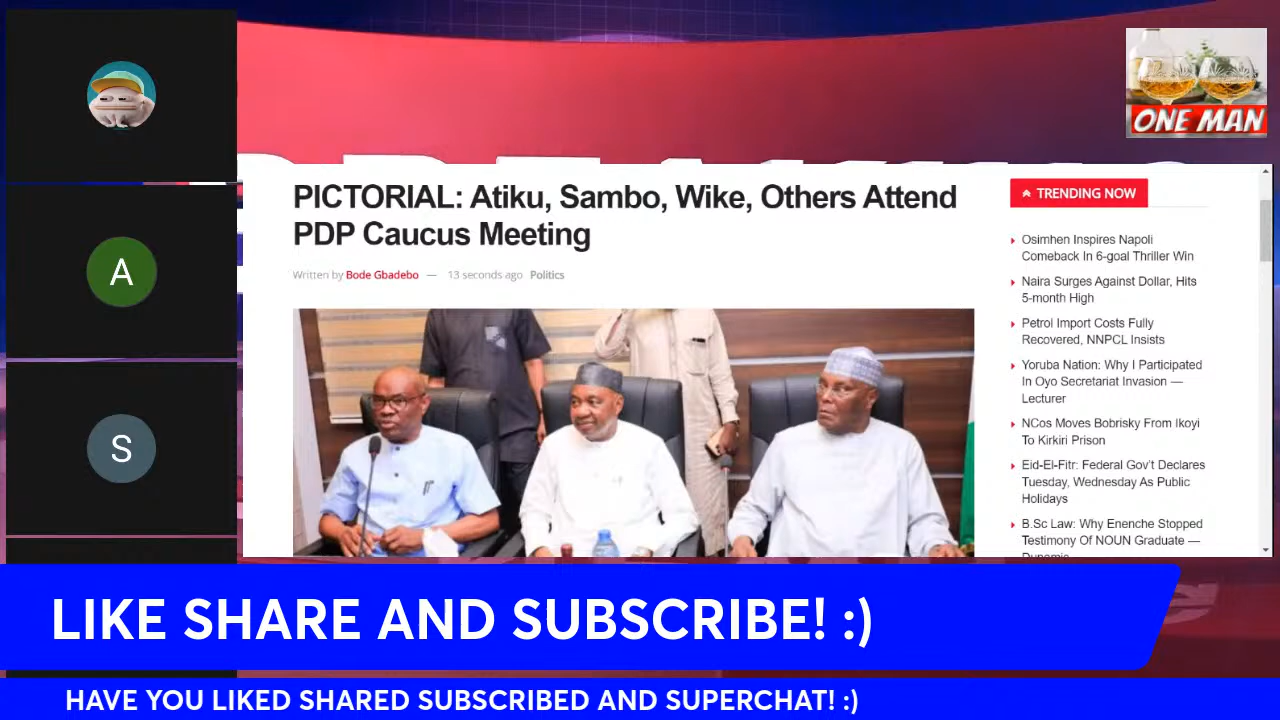 ONE MAN
PICTORIAL: Atiku, Sambo, Wike, Others Attend
PDP Caucus Meeting
Written by Bode Gbadebo — 13 seconds ago Politics
TRENDING NOW
Osimhen Inspires Napoli
Comeback In 6-goal Thriller Win
Naira Surges Against Dollar, Hits
5-month High
Petrol Import Costs Fully
Recovered, NNPCL Insists
Yoruba Nation: Why I Participated
In Oyo Secretariat Invasion —
Lecturer
NCos Moves Bobrisky From Ikoyi
To Kirkiri Prison
Eid-El-Fitr: Federal Gov't Declares
Tuesday, Wednesday As Public
Holidays
B.Sc Law: Why Enenche Stopped
Testimony Of NOUN Graduate —
A
S
LIKE SHARE AND SUBSCRIBE! :)
HAVE YOU LIKED SHARED SUBSCRIBED AND SUPERCHAT! :)